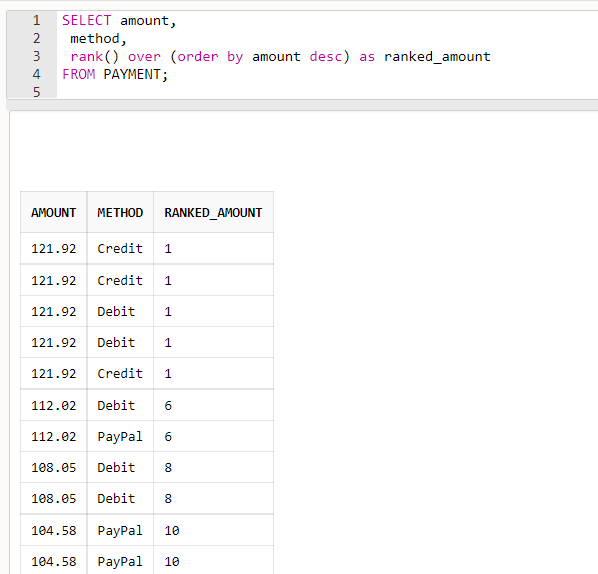 1 SELECT amount,
2 method,
3 rank() over (order by amount desc) as ranked_amount
4 FROM PAYMENT;
5
AMOUNT METHOD RANKED_AMOUNT
121.92 Credit 1
121.92 Credit 1
121.92 Debit 1
121.92 Debit 1
121.92 Credit 1
112.02 Debit 6
112.02 PayPal 6
108.05 Debit 8
108.05 Debit 8
104.58 PayPal 10
104.58 PayPal 10